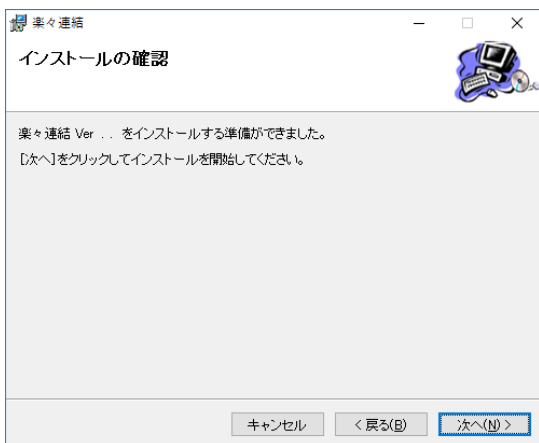 楽々連結
インストールの確認
楽々連結 Ver . . をインストールする準備ができました。
[次へ]をクリックしてインストールを開始してください。
キャンセル
< 戻る(B)
次へ(N) >